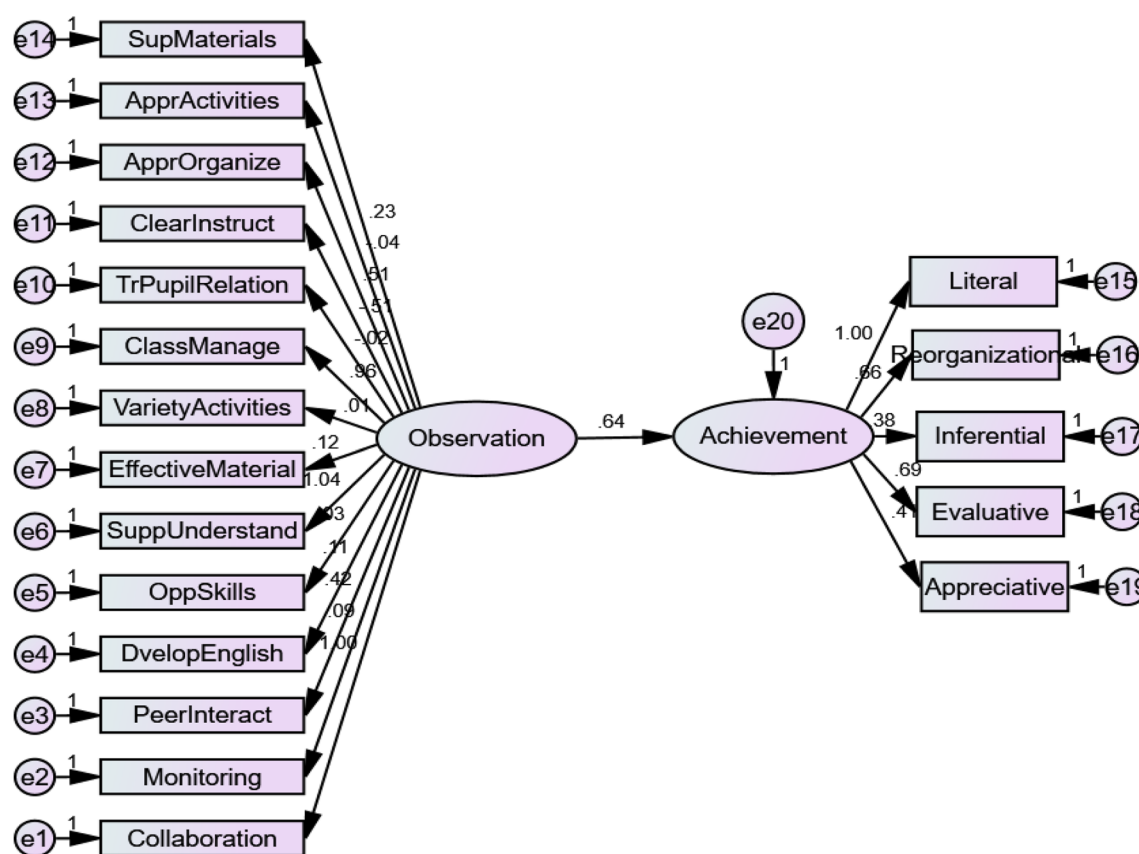 e14 1 SupMaterials
e13 1 ApprActivities
e12 1 ApprOrganize
e11 1 ClearInstruct
e10 1 TrPupilRelation
e9 1 ClassManage
e8 1 VarietyActivities
e7 1 EffectiveMaterial
e6 1 SuppUnderstand
e5 1 OppSkills
e4 1 DvelopEnglish
e3 1 PeerInteract
e2 1 Monitoring
e1 1 Collaboration
.23
-.04
.51
-.51
-.02
.96
.01
.12
1.04
.11
.42
.09
1.00
Observation
.64
e20
1
Achievement
1.00
.66
.38
.69
Literal 1 e15
Reorganizational 1 e16
Inferential 1 e17
Evaluative 1 e18
Appreciative 1 e19